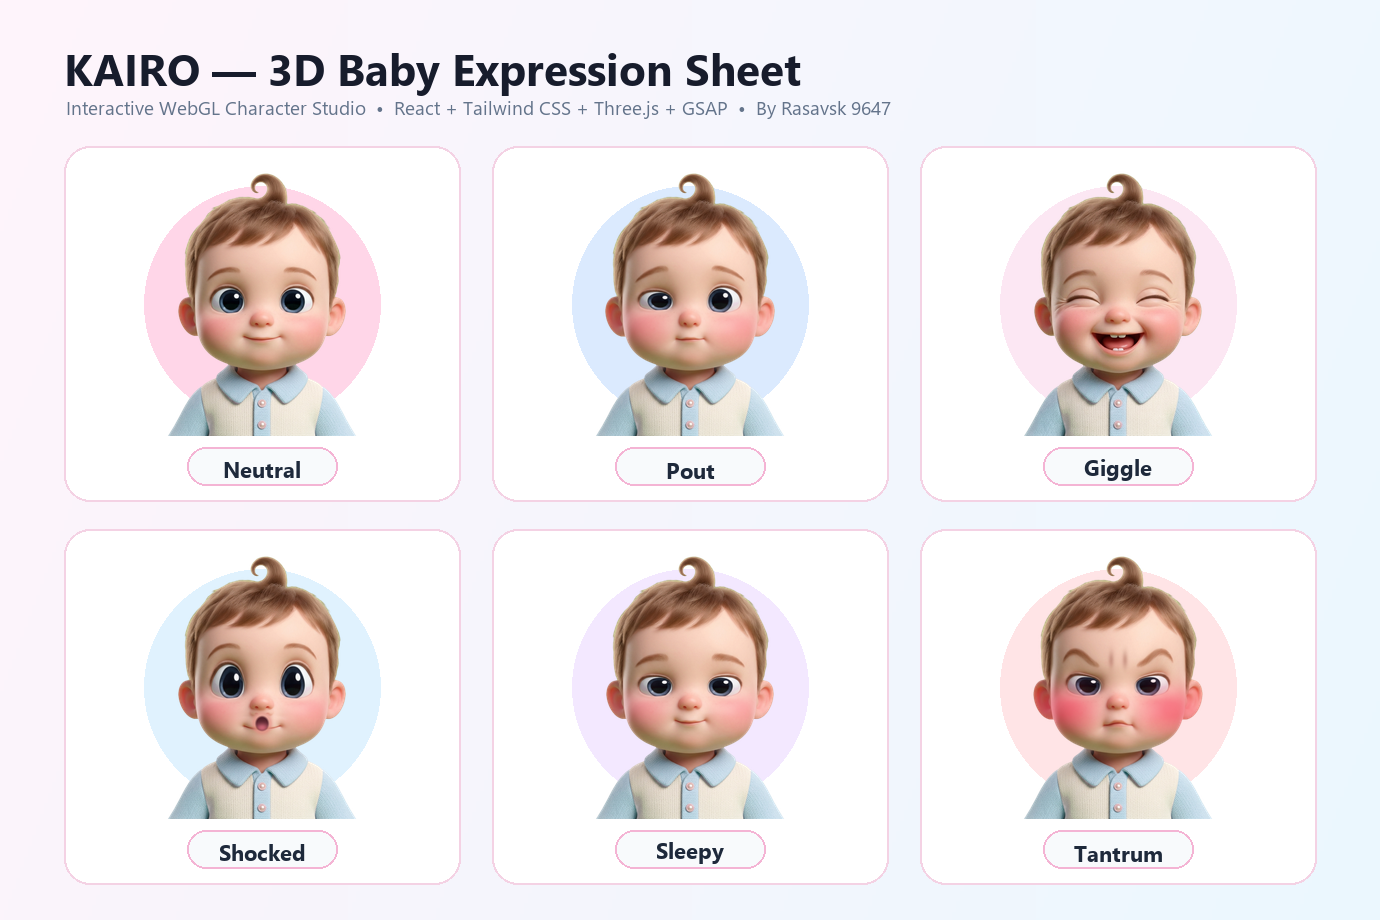 KAIRO — 3D Baby Expression Sheet
Interactive WebGL Character Studio • React + Tailwind CSS + Three.js + GSAP • By Rasavsk 9647
Neutral
Pout
Giggle
Shocked
Sleepy
Tantrum